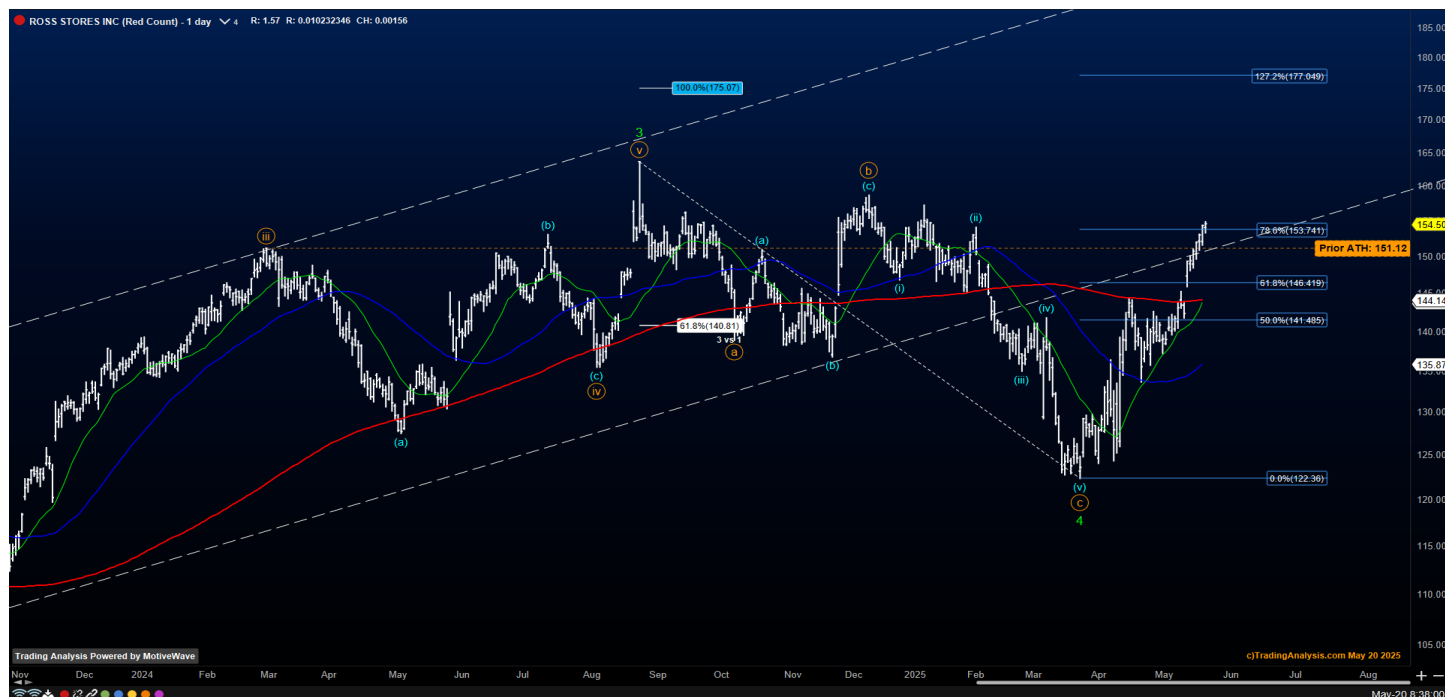 ROSS STORES INC (Red Count) - 1 day 4 R: 1.57 R: 0.010232346 CH: 0.00156
185.00
180.00
127.2%(177.049)
100.0%(175.07)
175.00
170.00
3
165.00
v
b
160.00
(c)
(b)
(ii)
154.50
78.6%(153.741)
iii
(a)
Prior ATH: 151.12
150.00
(i)
61.8%(146.419)
145.00
144.14
(iv)
61.8%(140.81)
50.0%(141.485)
140.00
3 vs 1
a
(b)
(iii)
135.87
135.00
(c)
iv
130.00
(a)
125.00
0.0%(122.36)
(v)
c
4
120.00
115.00
110.00
105.00
Trading Analysis Powered by MotiveWave
c)TradingAnalysis.com May 20 2025
Nov Dec 2024 Feb Mar Apr May Jun Jul Aug Sep Oct Nov Dec 2025 Feb Mar Apr May Jun Jul Aug
May-20 8:38:00